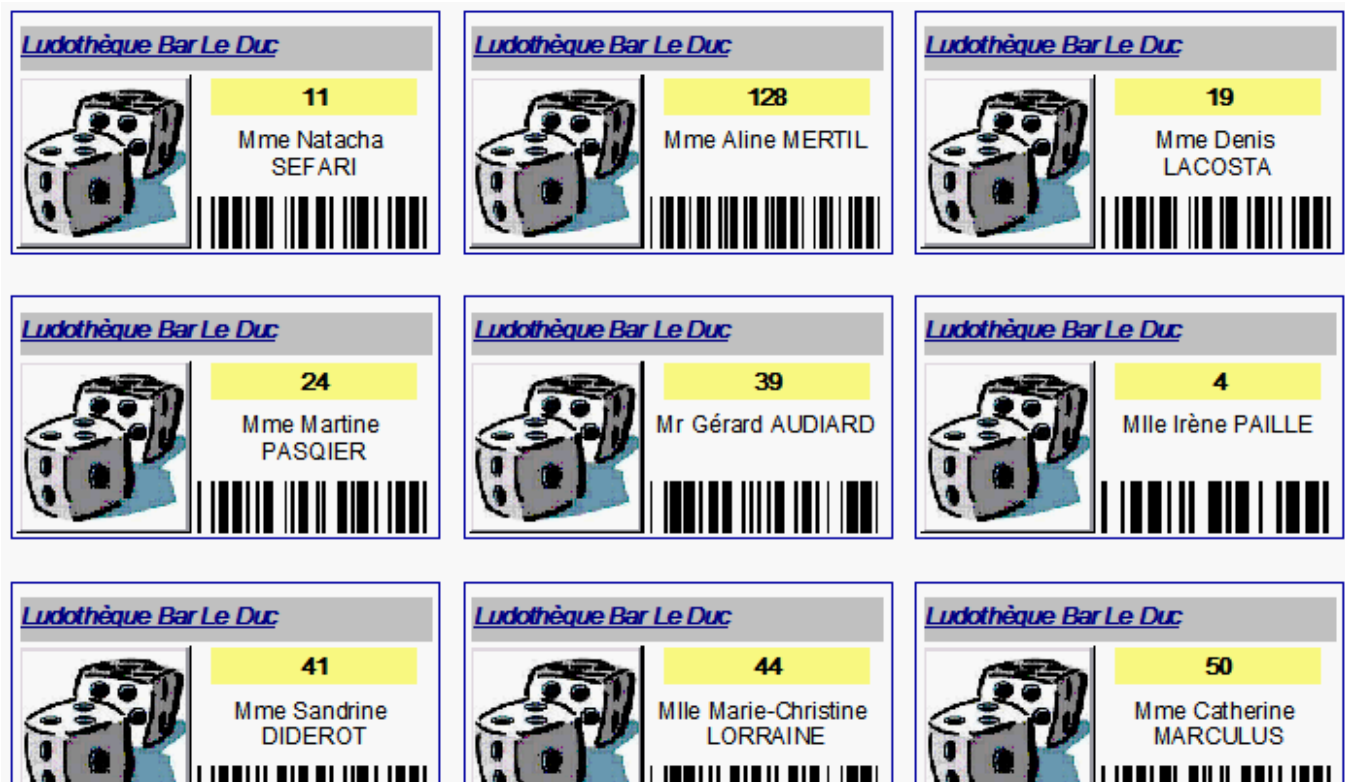 Ludothèque Bar Le Duc
11
Mme Natacha
SEFARI
Ludothèque Bar Le Duc
128
Mme Aline MERTIL
Ludothèque Bar Le Duc
19
Mme Denis
LACOSTA
Ludothèque Bar Le Duc
24
Mme Martine
PASQIER
Ludothèque Bar Le Duc
39
Mr Gérard AUDIARD
Ludothèque Bar Le Duc
4
Mlle Irène PAILLE
Ludothèque Bar Le Duc
41
Mme Sandrine
DIDEROT
Ludothèque Bar Le Duc
44
Mlle Marie-Christine
LORRAINE
Ludothèque Bar Le Duc
50
Mme Catherine
MARCULUS